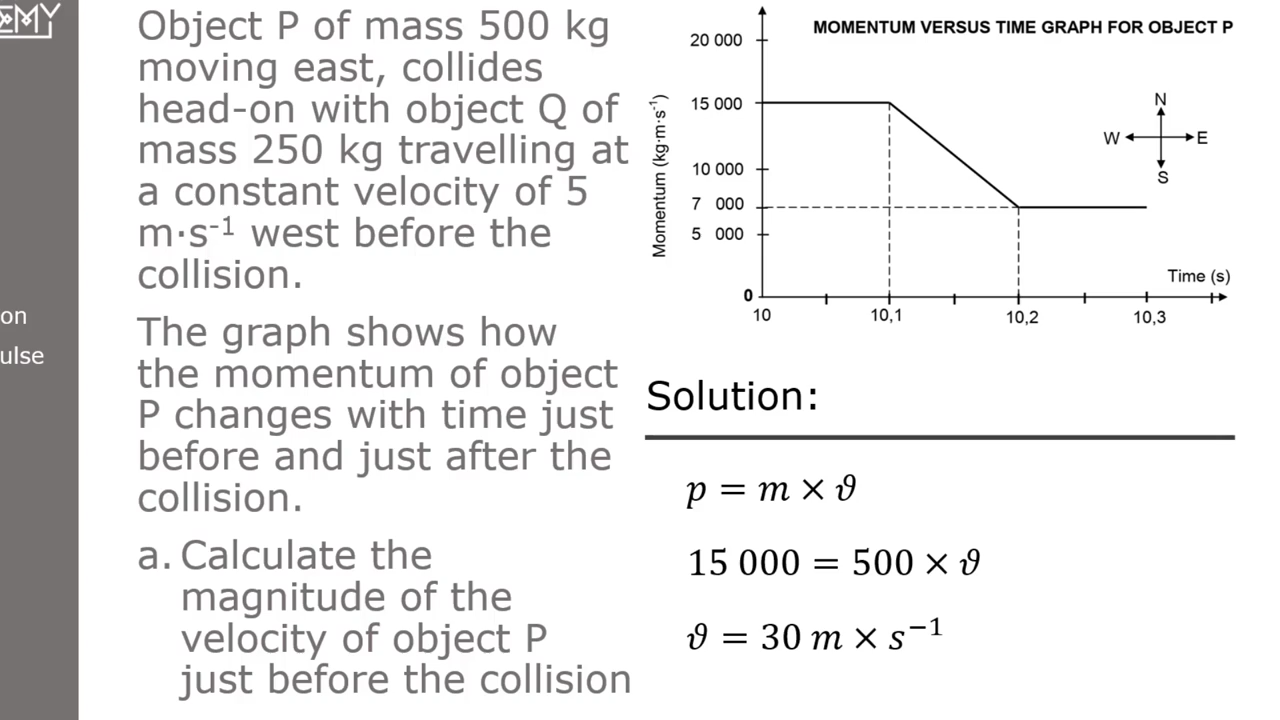 ƎMY
on
ulse
Object P of mass 500 kg
moving east, collides
head-on with object Q of
mass 250 kg travelling at
a constant velocity of 5
m·s⁻¹ west before the
collision.
The graph shows how
the momentum of object
P changes with time just
before and just after the
collision.
a. Calculate the
magnitude of the
velocity of object P
just before the collision
MOMENTUM VERSUS TIME GRAPH FOR OBJECT P
Momentum (kg·m·s⁻¹)
20 000
15 000
10 000
7 000
5 000
0
10
10,1
10,2
10,3
Time (s)
N
W E
S
Solution:
p = m × ϑ
15 000 = 500 × ϑ
ϑ = 30 m × s⁻¹